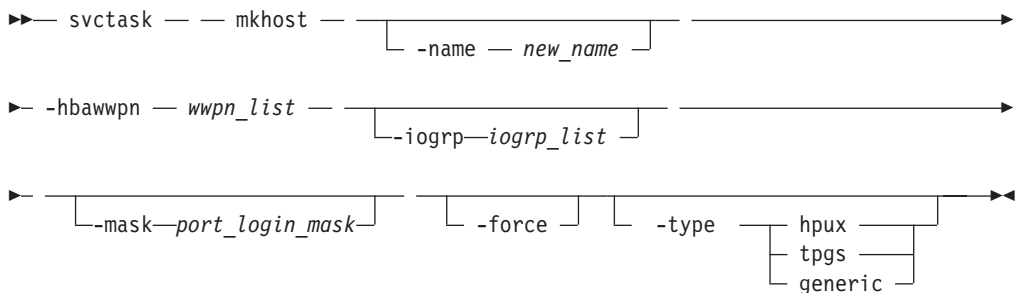 svctask mkhost
-name new_name
-hbawwpn wwpn_list
-iogrp iogrp_list
-mask port_login_mask
-force
-type hpux
tpgs
generic